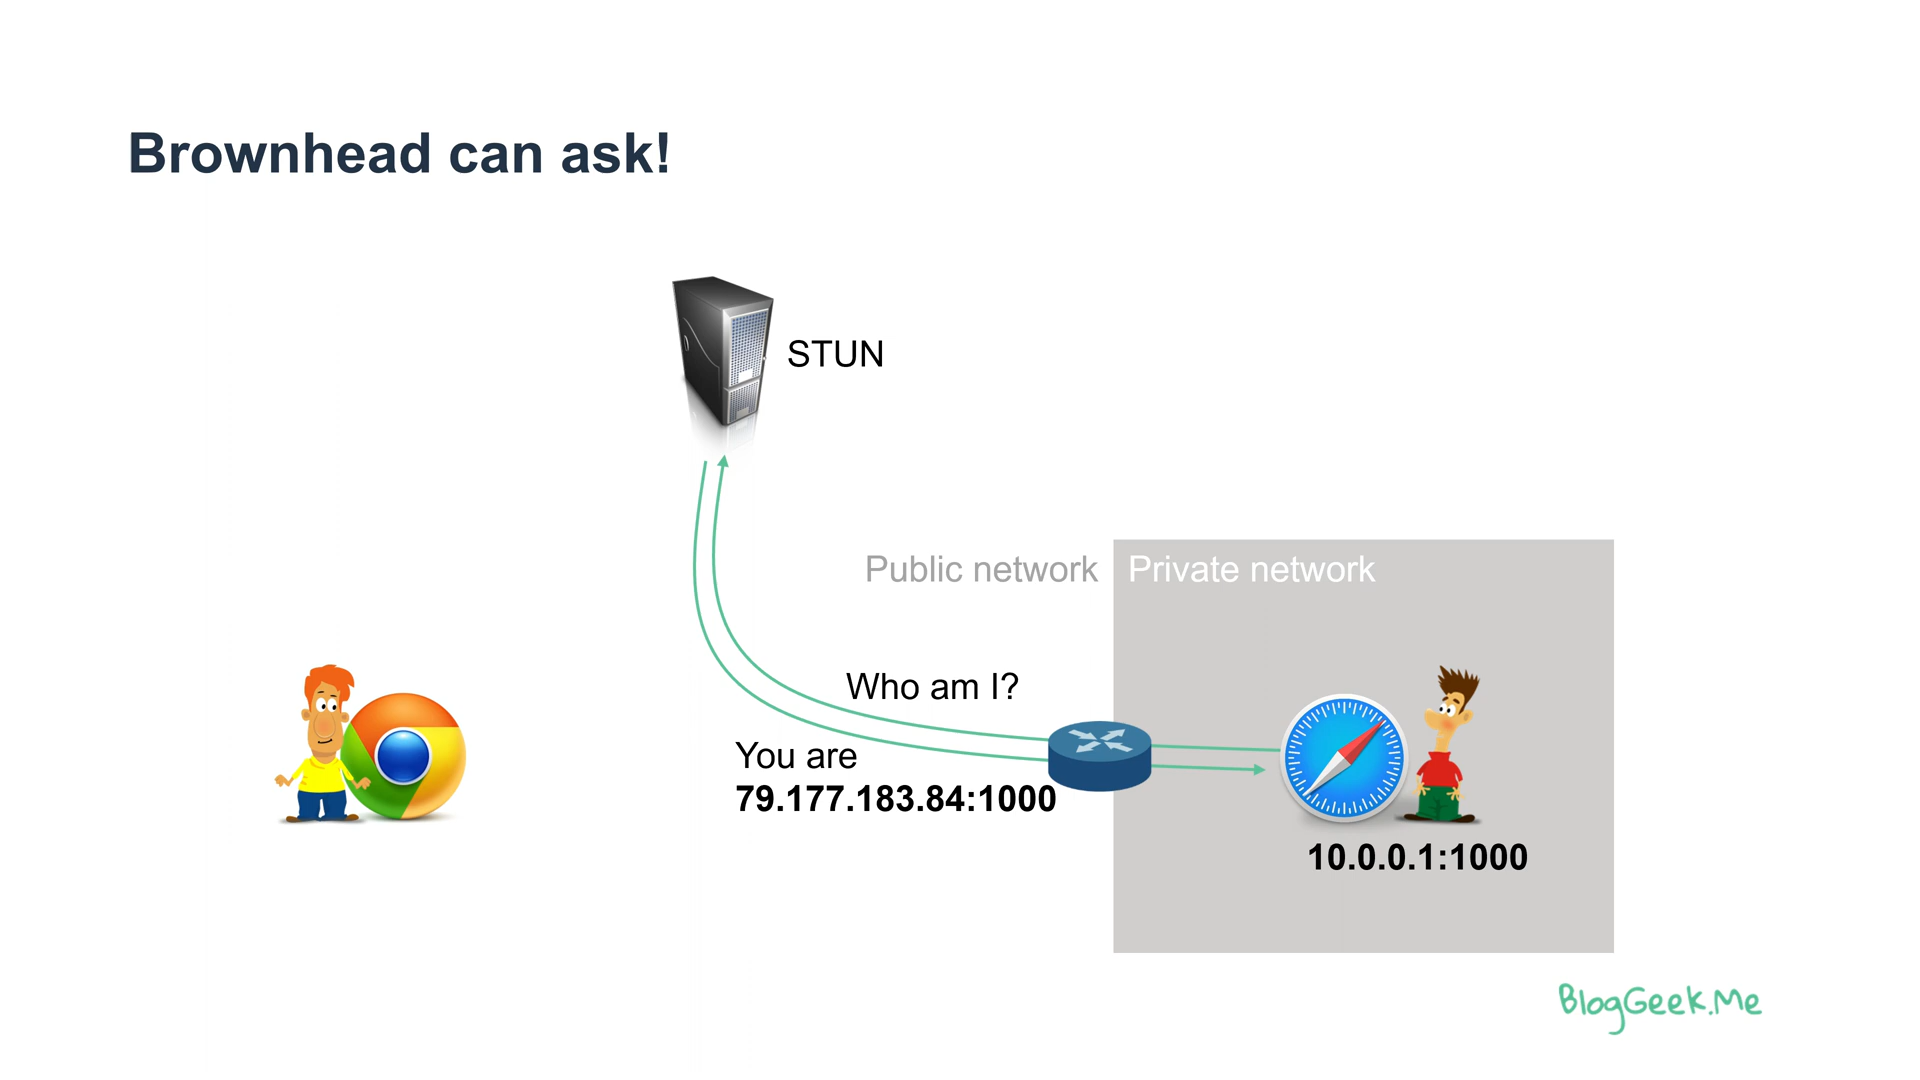 Brownhead can ask!
STUN
Public network
Private network
Who am I?
You are
79.177.183.84:1000
10.0.0.1:1000
BlogGeek.Me